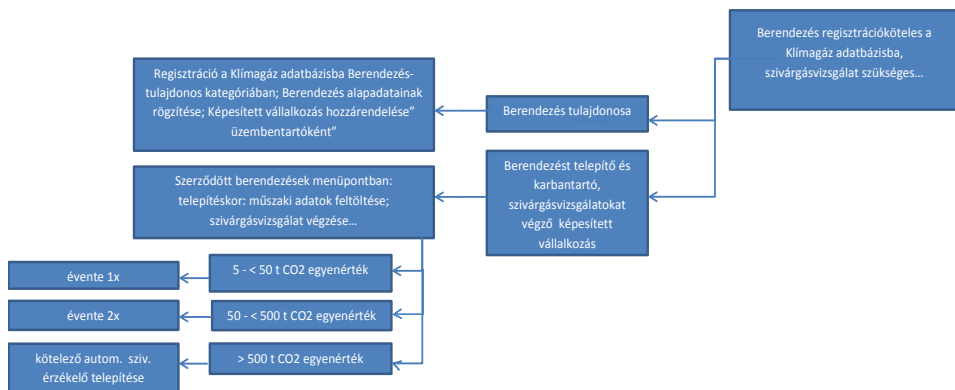 Berendezés regisztrációköteles a
Klímagáz adatbázisba,
szivárgásvizsgálat szükséges…
Regisztráció a Klímagáz adatbázisba Berendezés-
tulajdonos kategóriában; Berendezés alapadatainak
rögzítése; Képesített vállalkozás hozzárendelése”
üzembentartóként”
Berendezés tulajdonosa
Berendezést telepítő és
karbantartó,
szivárgásvizsgálatokat
végző képesített
vállalkozás
Szerződött berendezések menüpontban:
telepítéskor: műszaki adatok feltöltése;
szivárgásvizsgálat végzése…
évente 1x
5 - < 50 t CO2 egyenérték
évente 2x
50 - < 500 t CO2 egyenérték
kötelező autom. sziv.
érzékelő telepítése
> 500 t CO2 egyenérték